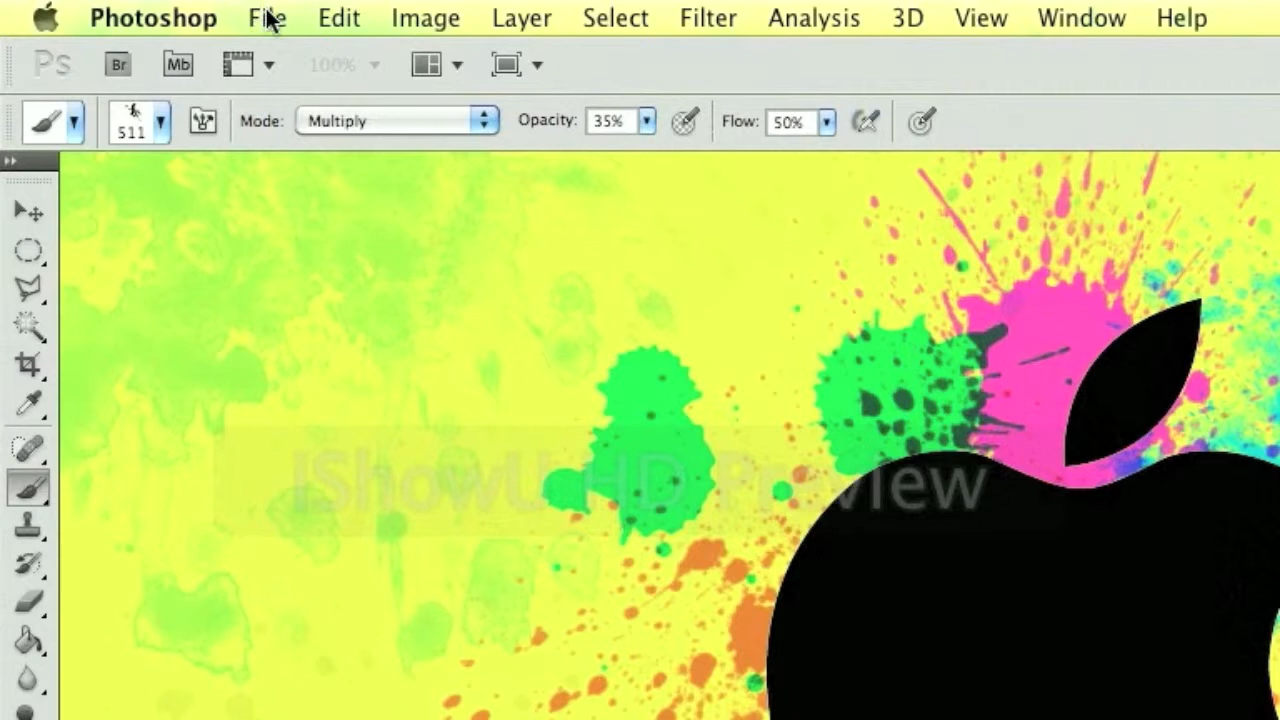 Photoshop File Edit Image Layer Select Filter Analysis 3D View Window Help
Ps Br Mb 100%
511 Mode: Multiply Opacity: 35% Flow: 50%
iShowU HD Preview